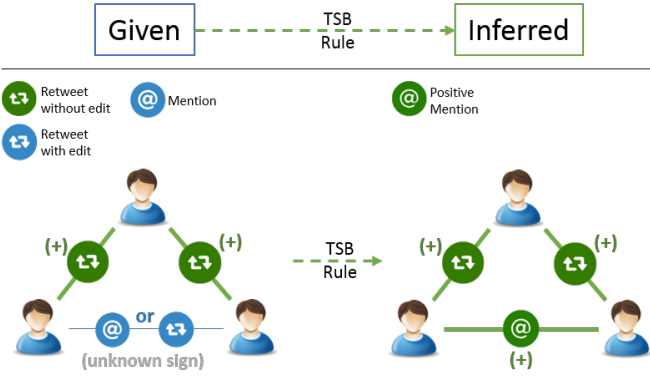 Given
TSB
Rule
Inferred
Retweet
without edit
@ Mention
Retweet
with edit
@ Positive
Mention
(+)
(+)
@ or
(unknown sign)
TSB
Rule
(+)
(+)
@
(+)